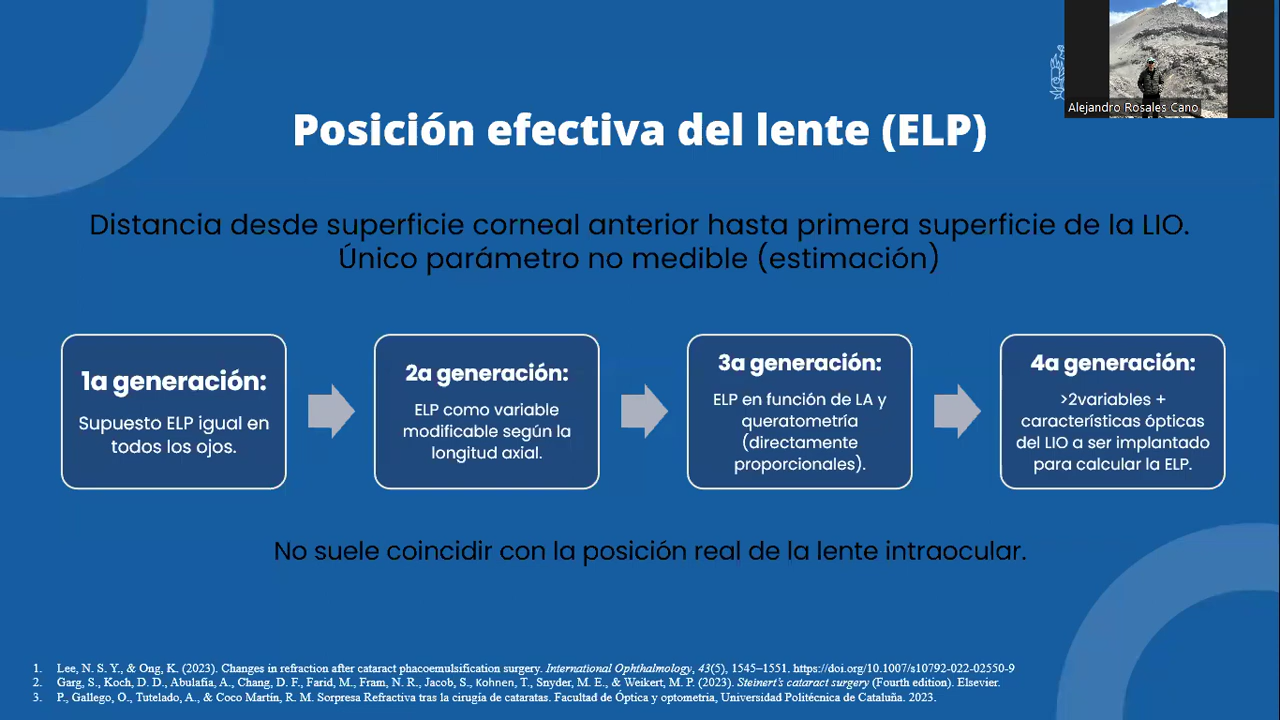 Alejandro Rosales Cano
Posición efectiva del lente (ELP)
Distancia desde superficie corneal anterior hasta primera superficie de la LIO.
Único parámetro no medible (estimación)
1a generación:
Supuesto ELP igual en
todos los ojos.
2a generación:
ELP como variable
modificable según la
longitud axial.
3a generación:
ELP en función de LA y
queratometría
(directamente
proporcionales).
4a generación:
>2variables +
características ópticas
del LIO a ser implantado
para calcular la ELP.
No suele coincidir con la posición real de la lente intraocular.
1. Lee, N. S. Y., & Ong, K. (2023). Changes in refraction after cataract phacoemulsification surgery. International Ophthalmology, 43(5), 1545–1551. https://doi.org/10.1007/s10792-022-02550-9
2. Garg, S., Koch, D. D., Abulafia, A., Chang, D. F., Farid, M., Fram, N. R., Jacob, S., Kohnen, T., Snyder, M. E., & Weikert, M. P. (2023). Steinert's cataract surgery (Fourth edition). Elsevier.
3. P., Gallego, O., Tutelado, A., & Coco Martín, R. M. Sorpresa Refractiva tras la cirugía de cataratas. Facultad de Óptica y optometria, Universidad Politécnica de Cataluña. 2023.